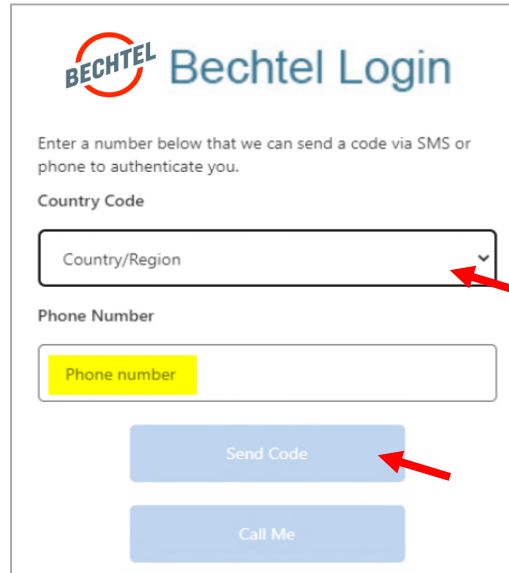 BECHTEL Bechtel Login
Enter a number below that we can send a code via SMS or
phone to authenticate you.
Country Code
Country/Region
Phone Number
Phone number
Send Code
Call Me